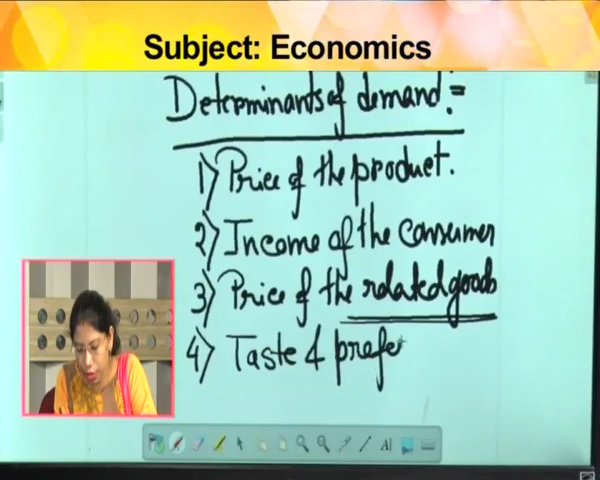 Subject: Economics
Determinants of demand:=
1) Price of the product.
2) Income of the consumer
3) Price of the related goods
4) Taste & prefe
AI